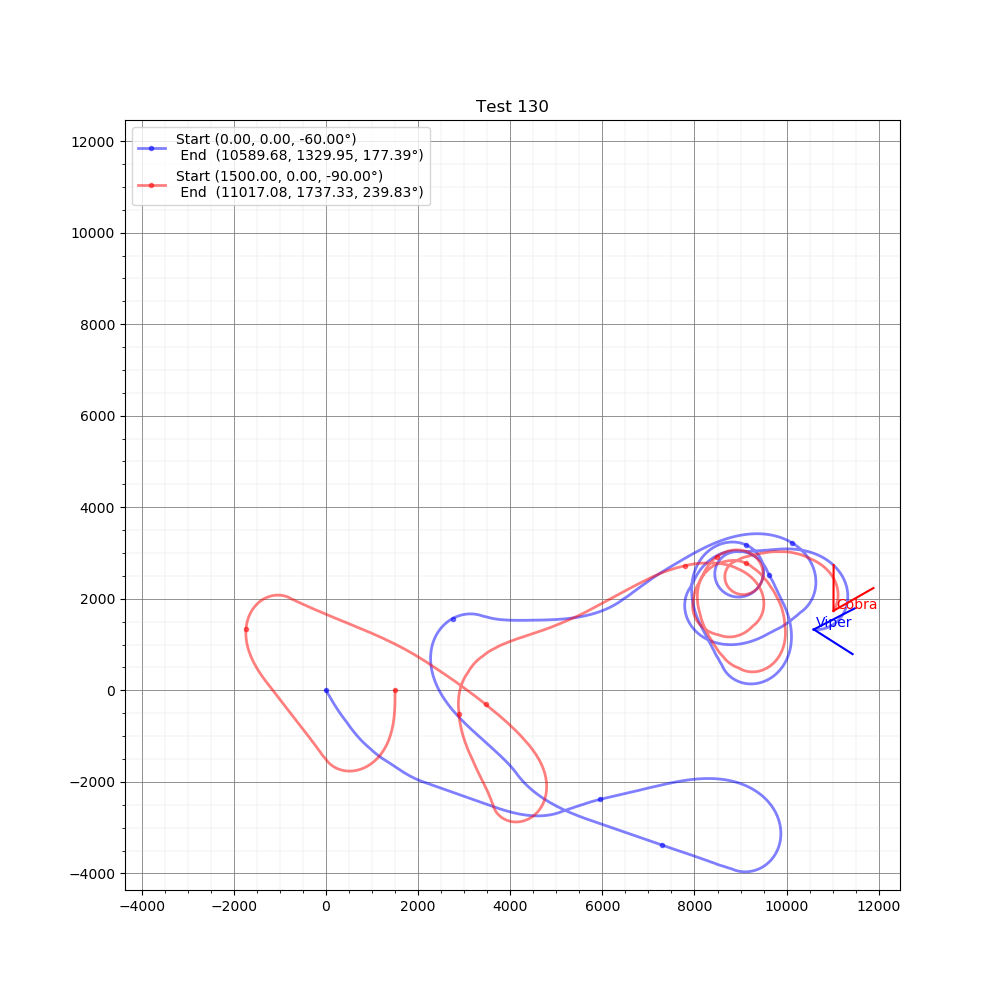 Test 130
Start (0.00, 0.00, -60.00°)
End (10589.68, 1329.95, 177.39°)
Start (1500.00, 0.00, -90.00°)
End (11017.08, 1737.33, 239.83°)
12000
10000
8000
6000
4000
2000
0
−2000
−4000
Cobra
Viper
−4000 −2000 0 2000 4000 6000 8000 10000 12000